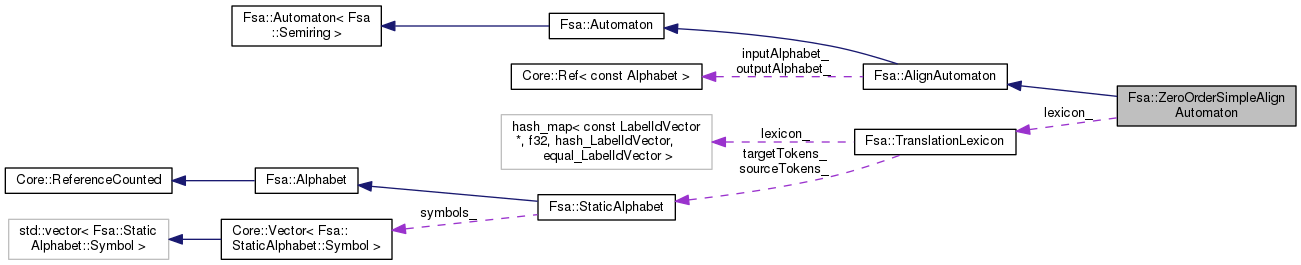 Fsa::Automaton< Fsa
::Semiring >
Fsa::Automaton
inputAlphabet_
outputAlphabet_
Core::Ref< const Alphabet >
Fsa::AlignAutomaton
Fsa::ZeroOrderSimpleAlign
Automaton
lexicon_
hash_map< const LabelIdVector
*, f32, hash_LabelIdVector,
equal_LabelIdVector >
lexicon_
Fsa::TranslationLexicon
targetTokens_
sourceTokens_
Core::ReferenceCounted
Fsa::Alphabet
Fsa::StaticAlphabet
symbols_
std::vector< Fsa::Static
Alphabet::Symbol >
Core::Vector< Fsa::
StaticAlphabet::Symbol >